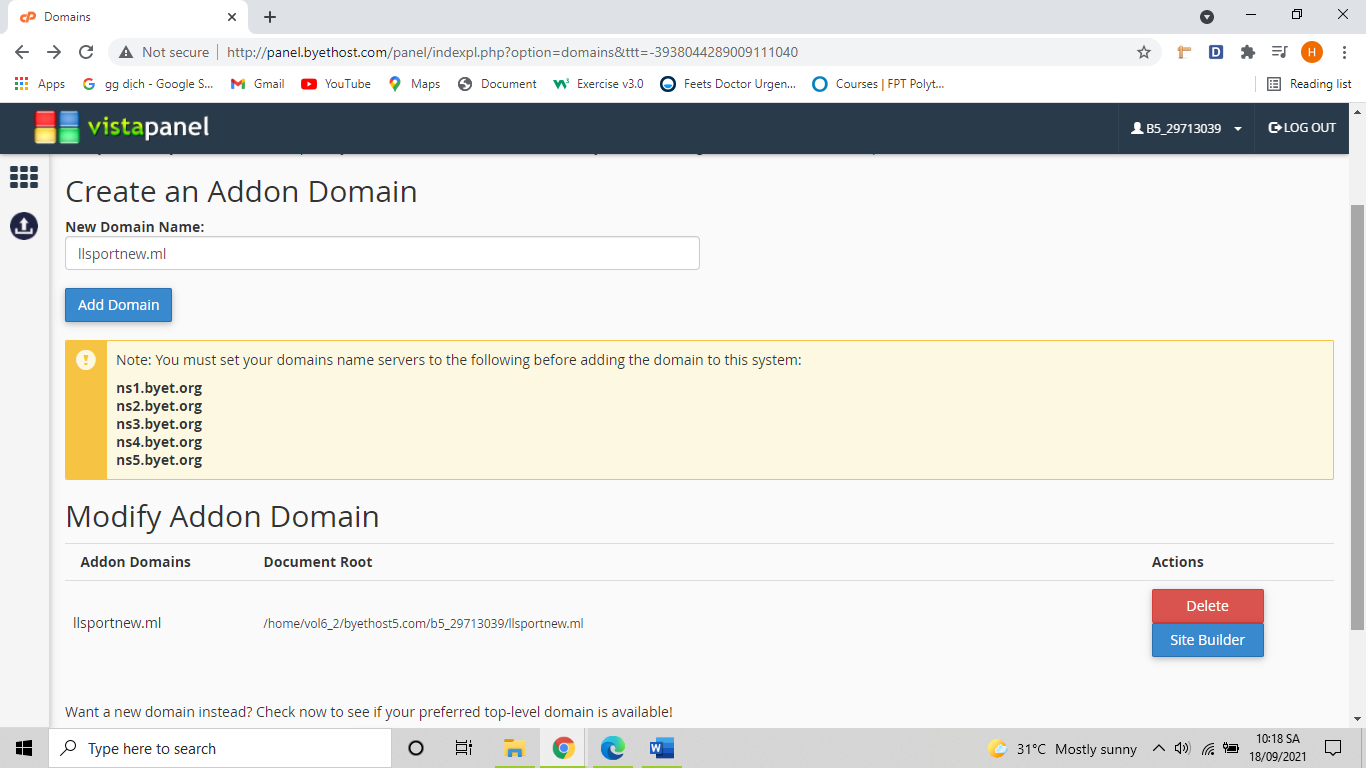 Domains
Not secure http://panel.byethost.com/panel/indexpl.php?option=domains&ttt=-3938044289009111040
D
H
Apps gg dịch - Google S... Gmail YouTube Maps Document Exercise v3.0 Feets Doctor Urgen... Courses | FPT Polyt... Reading list
vistapanel B5_29713039 LOG OUT
Create an Addon Domain
New Domain Name:
llsportnew.ml
Add Domain
Note: You must set your domains name servers to the following before adding the domain to this system:
ns1.byet.org
ns2.byet.org
ns3.byet.org
ns4.byet.org
ns5.byet.org
Modify Addon Domain
Addon Domains Document Root Actions
llsportnew.ml /home/vol6_2/byethost5.com/b5_29713039/llsportnew.ml
Delete
Site Builder
Want a new domain instead? Check now to see if your preferred top-level domain is available!
Type here to search
31°C Mostly sunny
10:18 SA
18/09/2021